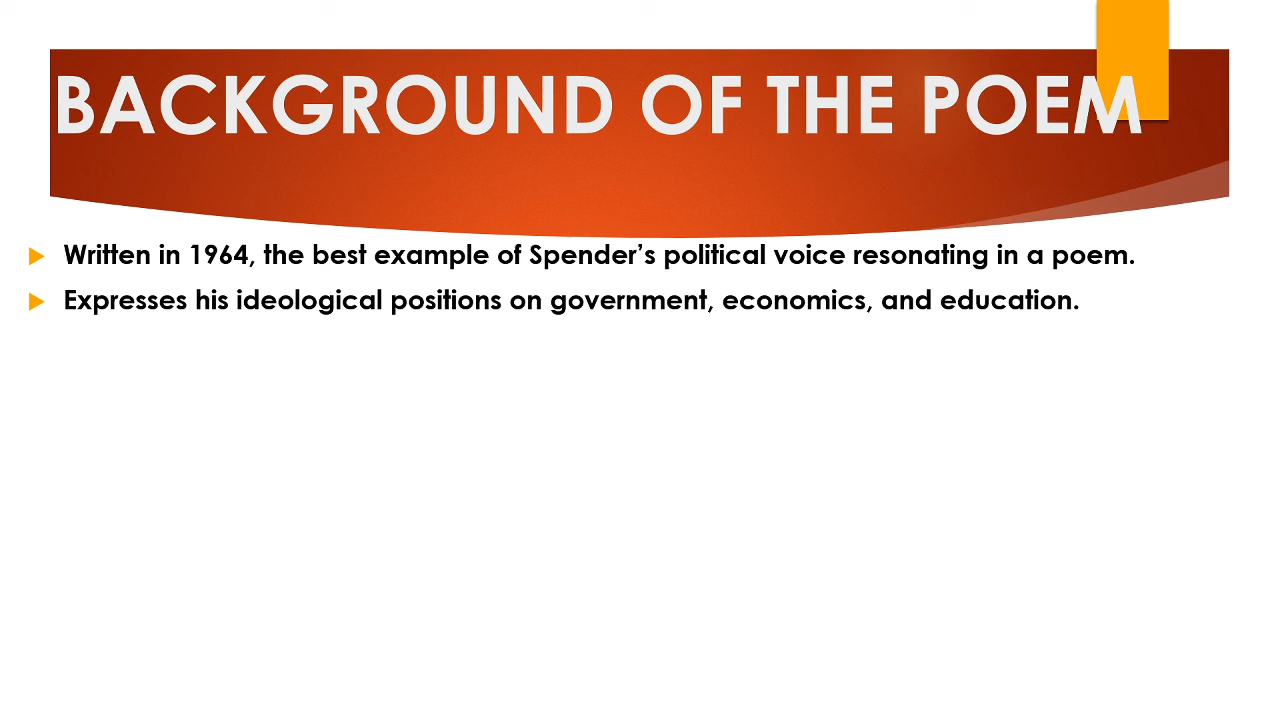 BACKGROUND OF THE POEM
Written in 1964, the best example of Spender’s political voice resonating in a poem.
Expresses his ideological positions on government, economics, and education.